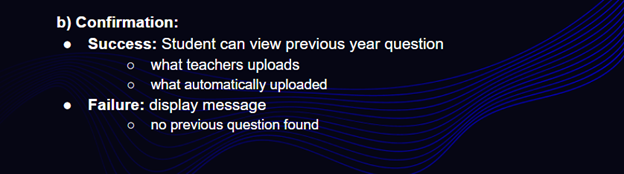 b) Confirmation:
● Success: Student can view previous year question
○ what teachers uploads
○ what automatically uploaded
● Failure: display message
○ no previous question found